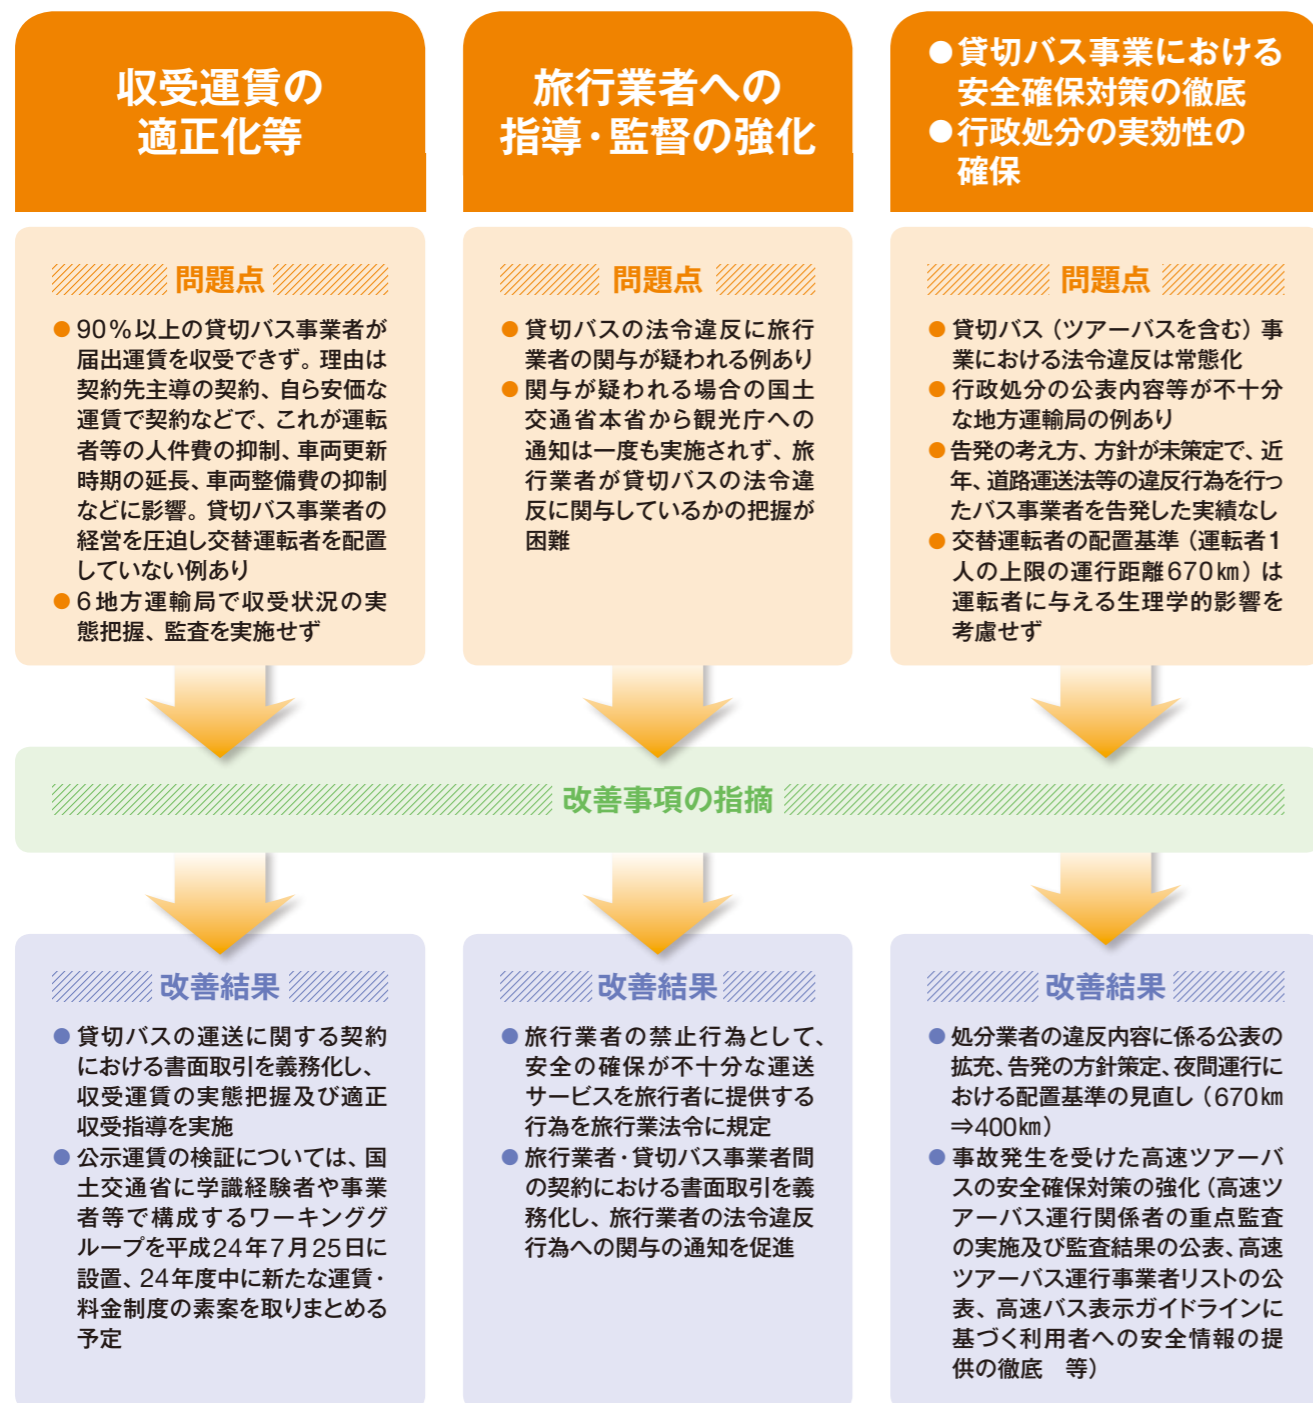 収受運賃の
適正化等
問題点
● 90％以上の貸切バス事業者が
届出運賃を収受できず。理由は
契約先主導の契約、自ら安価な
運賃で契約などで、これが運転
者等の人件費の抑制、車両更新
時期の延長、車両整備費の抑制
などに影響。貸切バス事業者の
経営を圧迫し交替運転者を配置
していない例あり
● 6地方運輸局で収受状況の実
態把握、監査を実施せず
旅行業者への
指導・監督の強化
問題点
● 貸切バスの法令違反に旅行
業者の関与が疑われる例あり
● 関与が疑われる場合の国土
交通省本省から観光庁への
通知は一度も実施されず、旅
行業者が貸切バスの法令違
反に関与しているかの把握が
困難
●貸切バス事業における
安全確保対策の徹底
●行政処分の実効性の
確保
問題点
● 貸切バス（ツアーバスを含む）事
業における法令違反は常態化
● 行政処分の公表内容等が不十分
な地方運輸局の例あり
● 告発の考え方、方針が未策定で、近
年、道路運送法等の違反行為を行っ
たバス事業者を告発した実績なし
● 交替運転者の配置基準（運転者1
人の上限の運行距離670㎞）は
運転者に与える生理学的影響を
考慮せず
改善事項の指摘
改善結果
● 貸切バスの運送に関する契約
における書面取引を義務化し、
収受運賃の実態把握及び適正
収受指導を実施
● 公示運賃の検証については、国
土交通省に学識経験者や事業
者等で構成するワーキンググ
ループを平成24年7月25日に
設置、24年度中に新たな運賃・
料金制度の素案を取りまとめる
予定
改善結果
● 旅行業者の禁止行為として、
安全の確保が不十分な運送
サービスを旅行者に提供する
行為を旅行業法令に規定
● 旅行業者・貸切バス事業者間
の契約における書面取引を義
務化し、旅行業者の法令違反
行為への関与の通知を促進
改善結果
● 処分業者の違反内容に係る公表の
拡充、告発の方針策定、夜間運行に
おける配置基準の見直し（670㎞
⇒400㎞）
● 事故発生を受けた高速ツアーバ
スの安全確保対策の強化（高速ツ
アーバス運行関係者の重点監査
の実施及び監査結果の公表、高速
ツアーバス運行事業者リストの公
表、高速バス表示ガイドラインに
基づく利用者への安全情報の提
供の徹底　等）